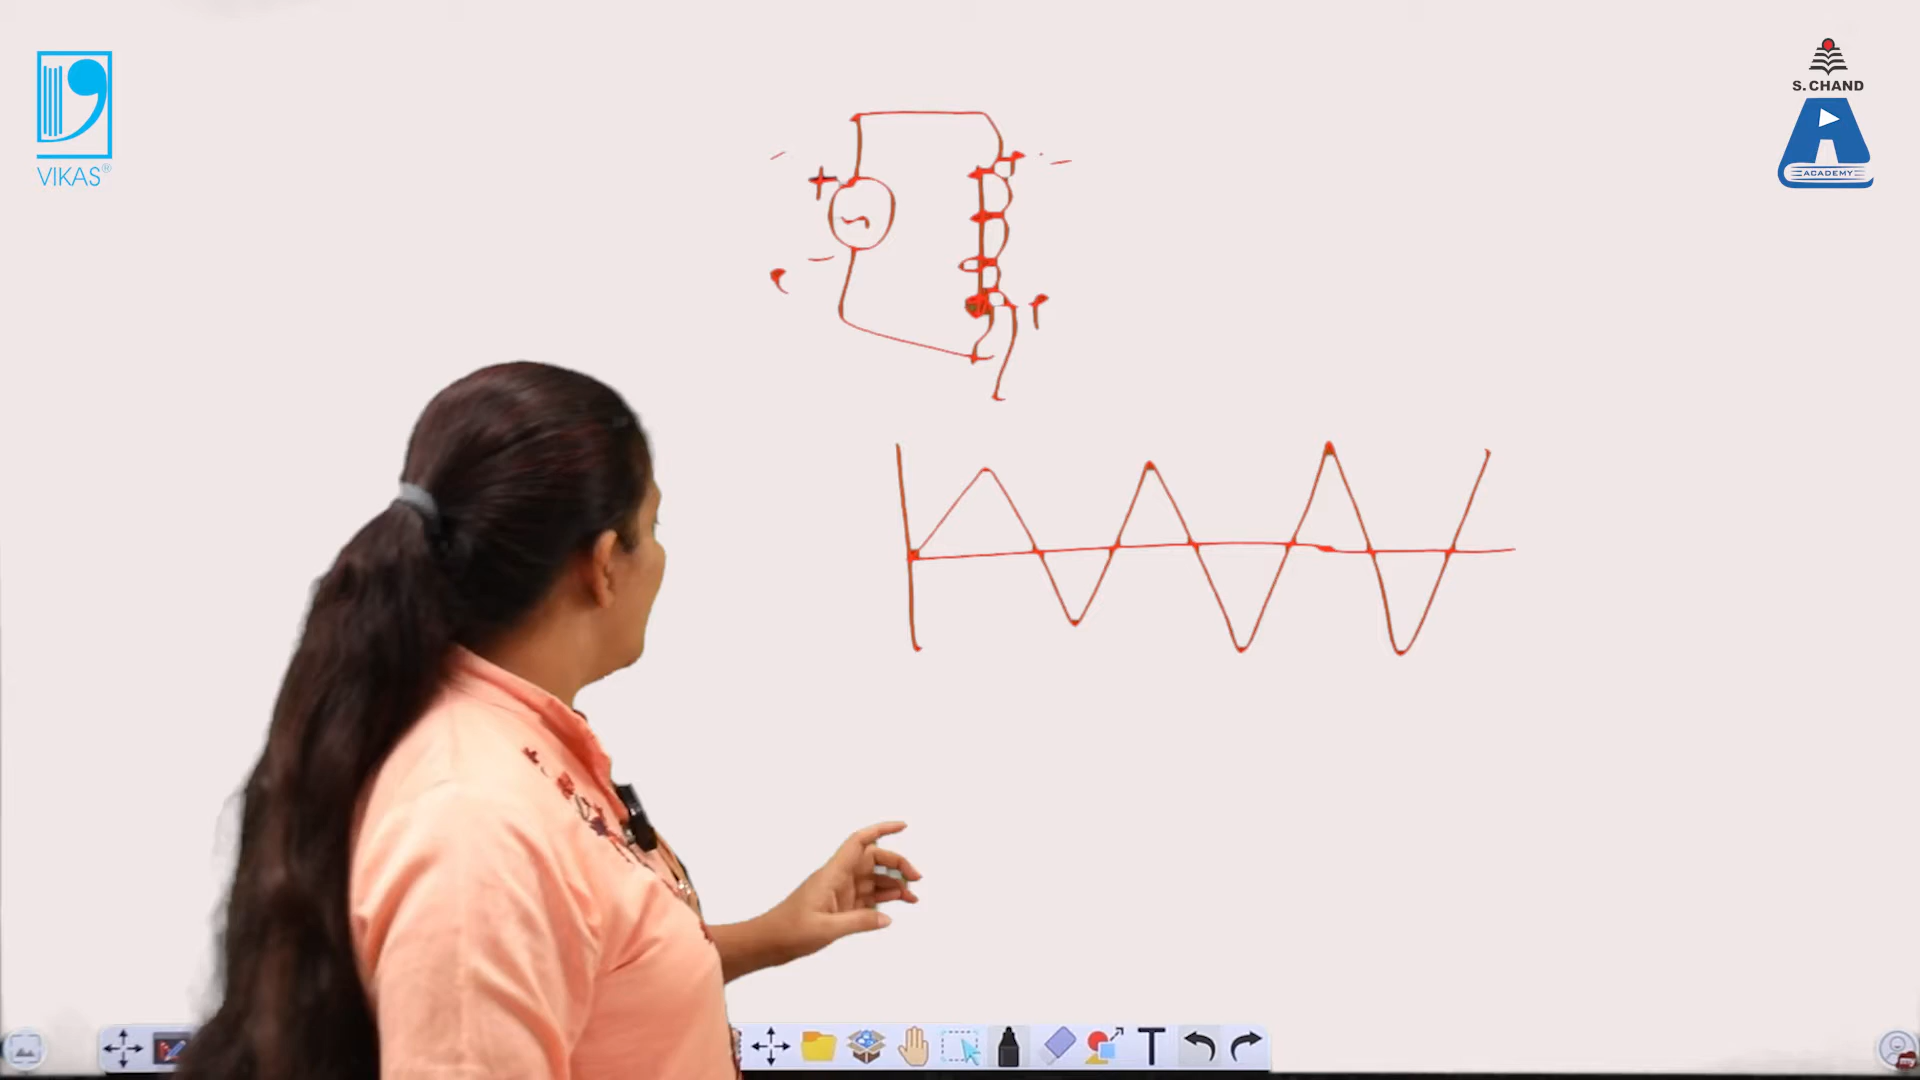 VIKAS®
S. CHAND
ACADEMY
+
-
T